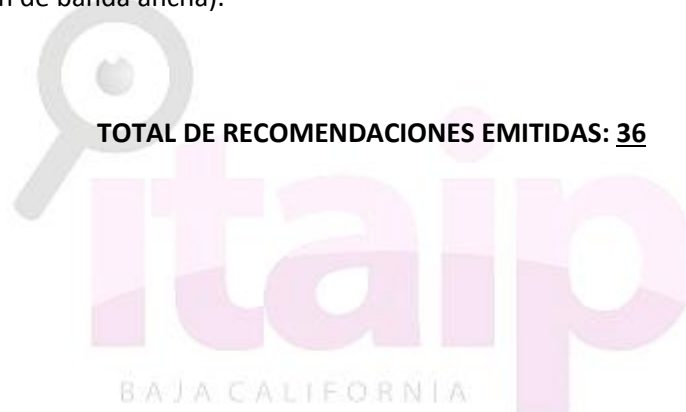 de banda ancha).
TOTAL DE RECOMENDACIONES EMITIDAS: 36
itaip
BAJA CALIFORNIA